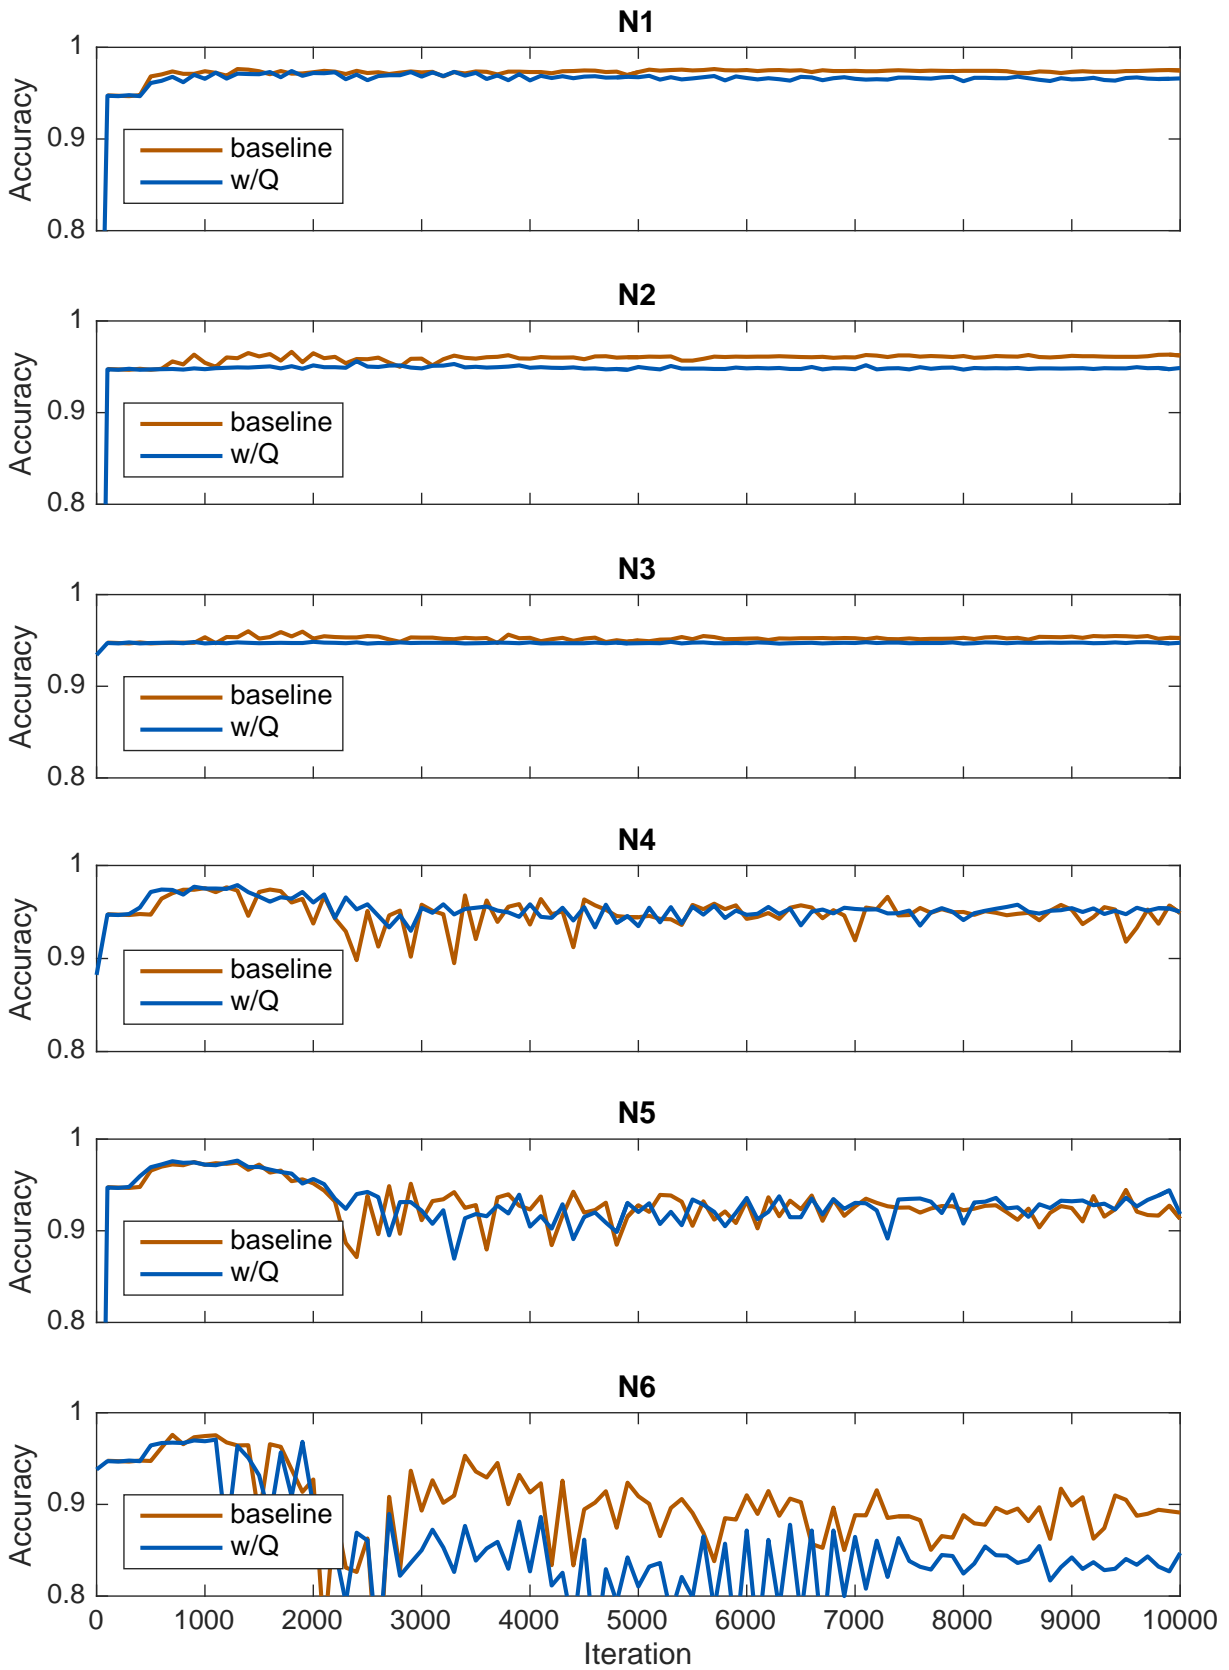 N1
1
0.9
0.8
Accuracy
baseline
w/Q
N2
1
0.9
0.8
Accuracy
baseline
w/Q
N3
1
0.9
0.8
Accuracy
baseline
w/Q
N4
1
0.9
0.8
Accuracy
baseline
w/Q
N5
1
0.9
0.8
Accuracy
baseline
w/Q
N6
1
0.9
0.8
Accuracy
baseline
w/Q
0 1000 2000 3000 4000 5000 6000 7000 8000 9000 10000
Iteration